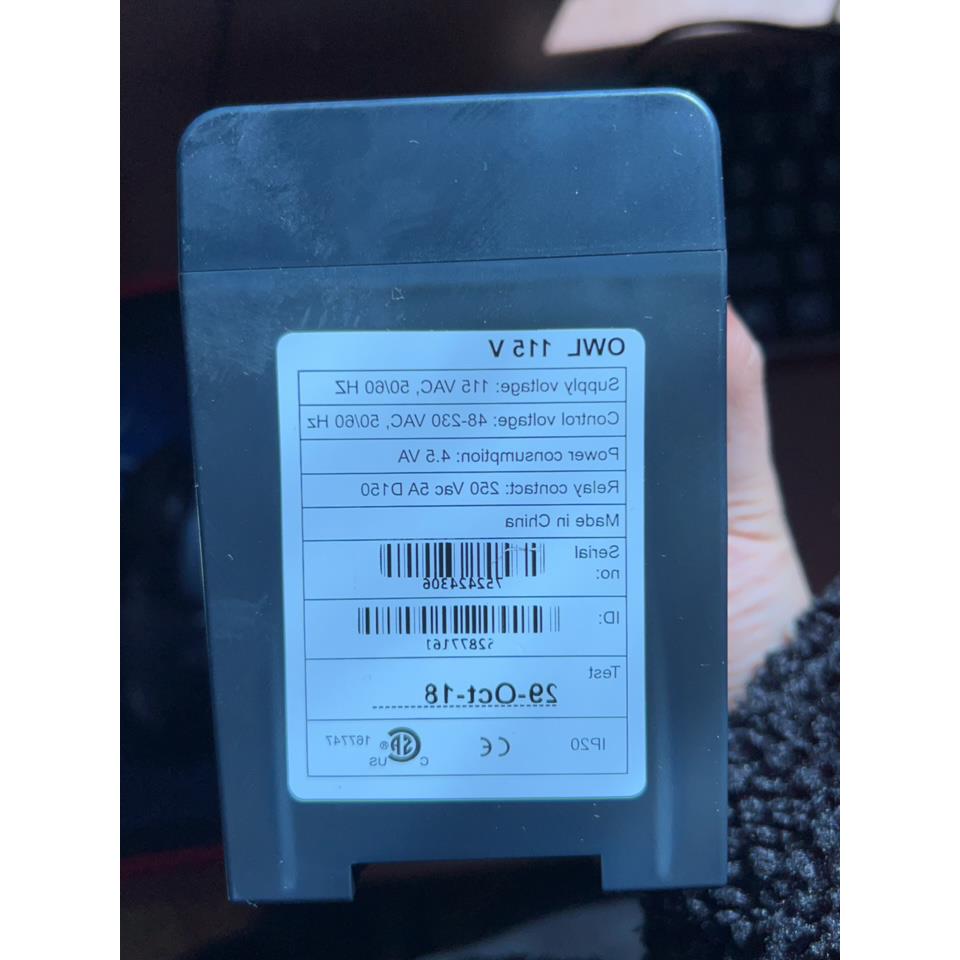 OWL 115 V
Supply voltage: 115 VAC, 50/60 HZ
Control voltage: 48-230 VAC, 50/60 Hz
Power consumption: 4.5 VA
Relay contact: 250 Vac 5A D150
Made in China
Serial no: 752424306
ID: 52877161
Test 29-Oct-18
IP20 CE C SA ® US 167747